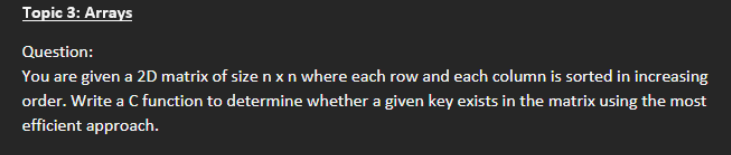 Topic 3: Arrays
Question:
You are given a 2D matrix of size n x n where each row and each column is sorted in increasing
order. Write a C function to determine whether a given key exists in the matrix using the most
efficient approach.